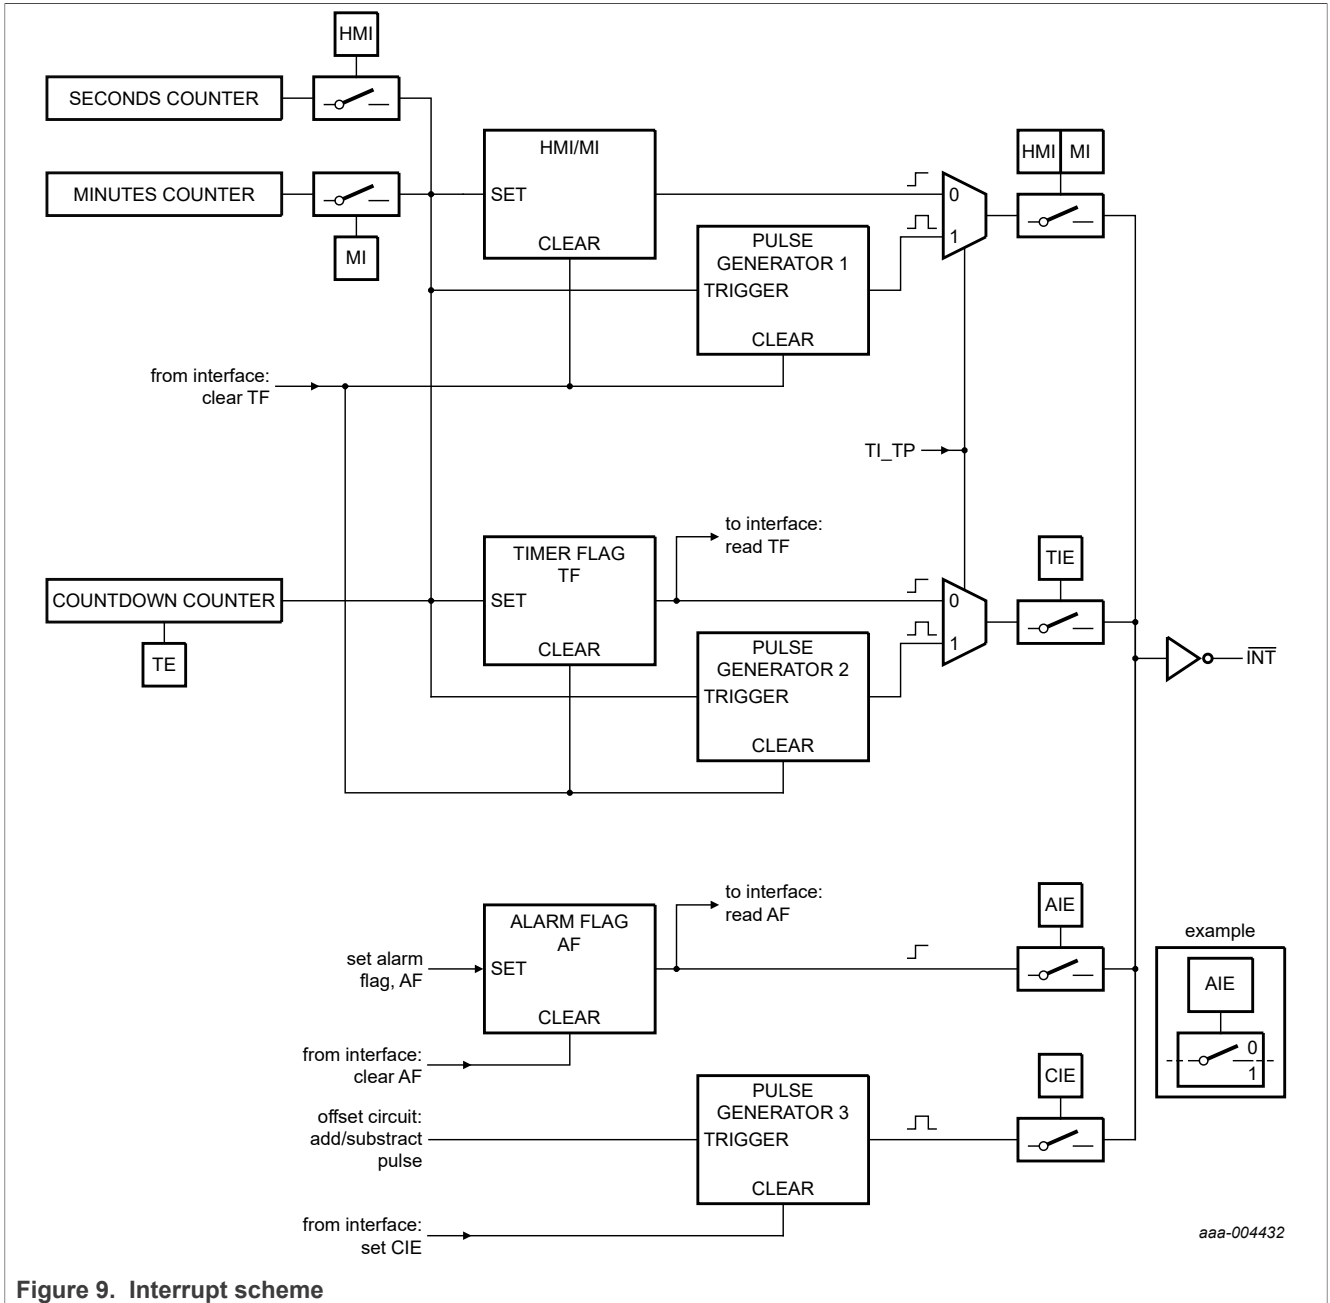 HMI
SECONDS COUNTER
MINUTES COUNTER
MI
HMI/MI
SET
CLEAR
PULSE
GENERATOR 1
TRIGGER
CLEAR
0
1
HMI MI
from interface:
clear TF
TI_TP
to interface:
read TF
COUNTDOWN COUNTER
TE
TIMER FLAG
TF
SET
CLEAR
PULSE
GENERATOR 2
TRIGGER
CLEAR
0
1
TIE
INT
to interface:
read AF
set alarm
flag, AF
ALARM FLAG
AF
SET
CLEAR
AIE
from interface:
clear AF
offset circuit:
add/substract
pulse
PULSE
GENERATOR 3
TRIGGER
CLEAR
CIE
from interface:
set CIE
example
AIE
0
1
aaa-004432
Figure 9. Interrupt scheme